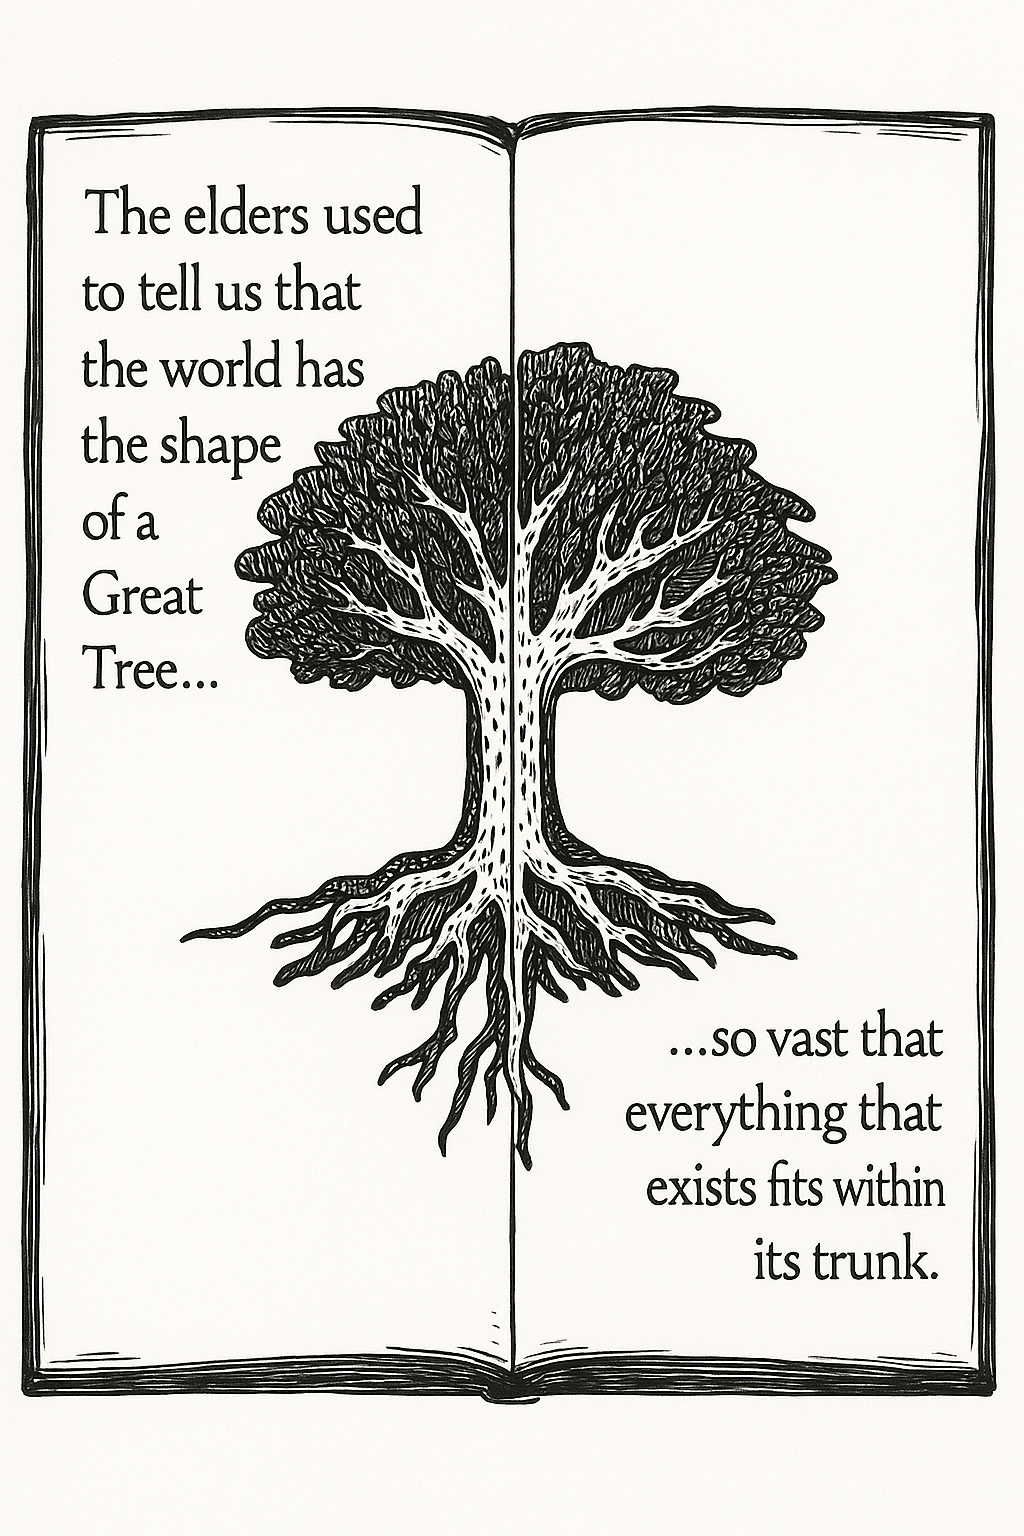 The elders used
to tell us that
the world has
the shape
of a
Great
Tree...
...so vast that
everything that
exists fits within
its trunk.